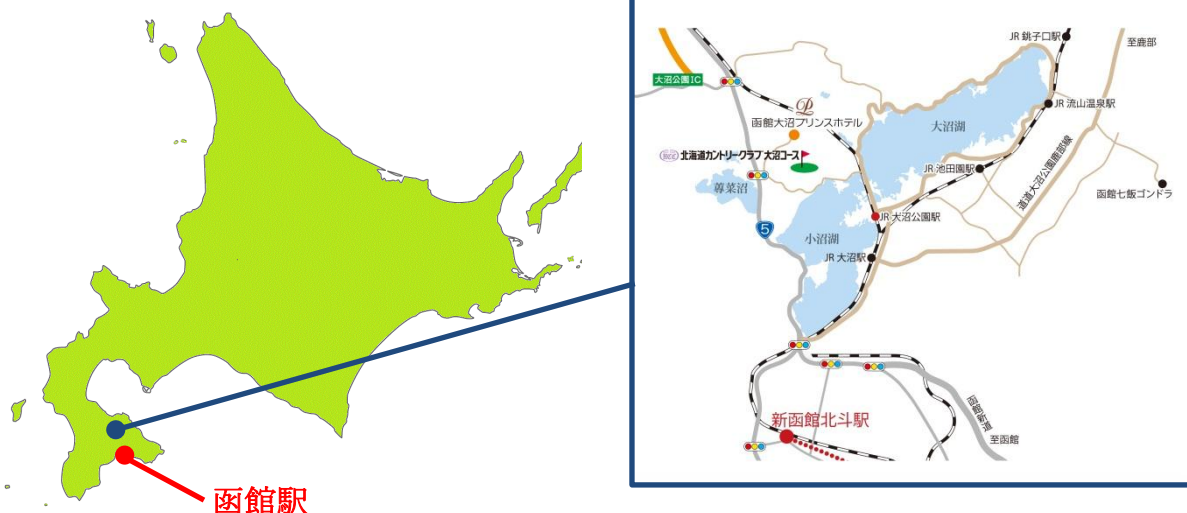 函館駅
JR 銚子口駅
至鹿部
大沼公園IC
JR 流山温泉駅
函館大沼プリンスホテル
大沼湖
北海道カントリークラブ 大沼コース
JR 池田園駅
蓴菜沼
道道大沼公園鹿部線
函館七飯ゴンドラ
JR 大沼公園駅
5
小沼湖
JR 大沼駅
新函館北斗駅
函館新道
至函館